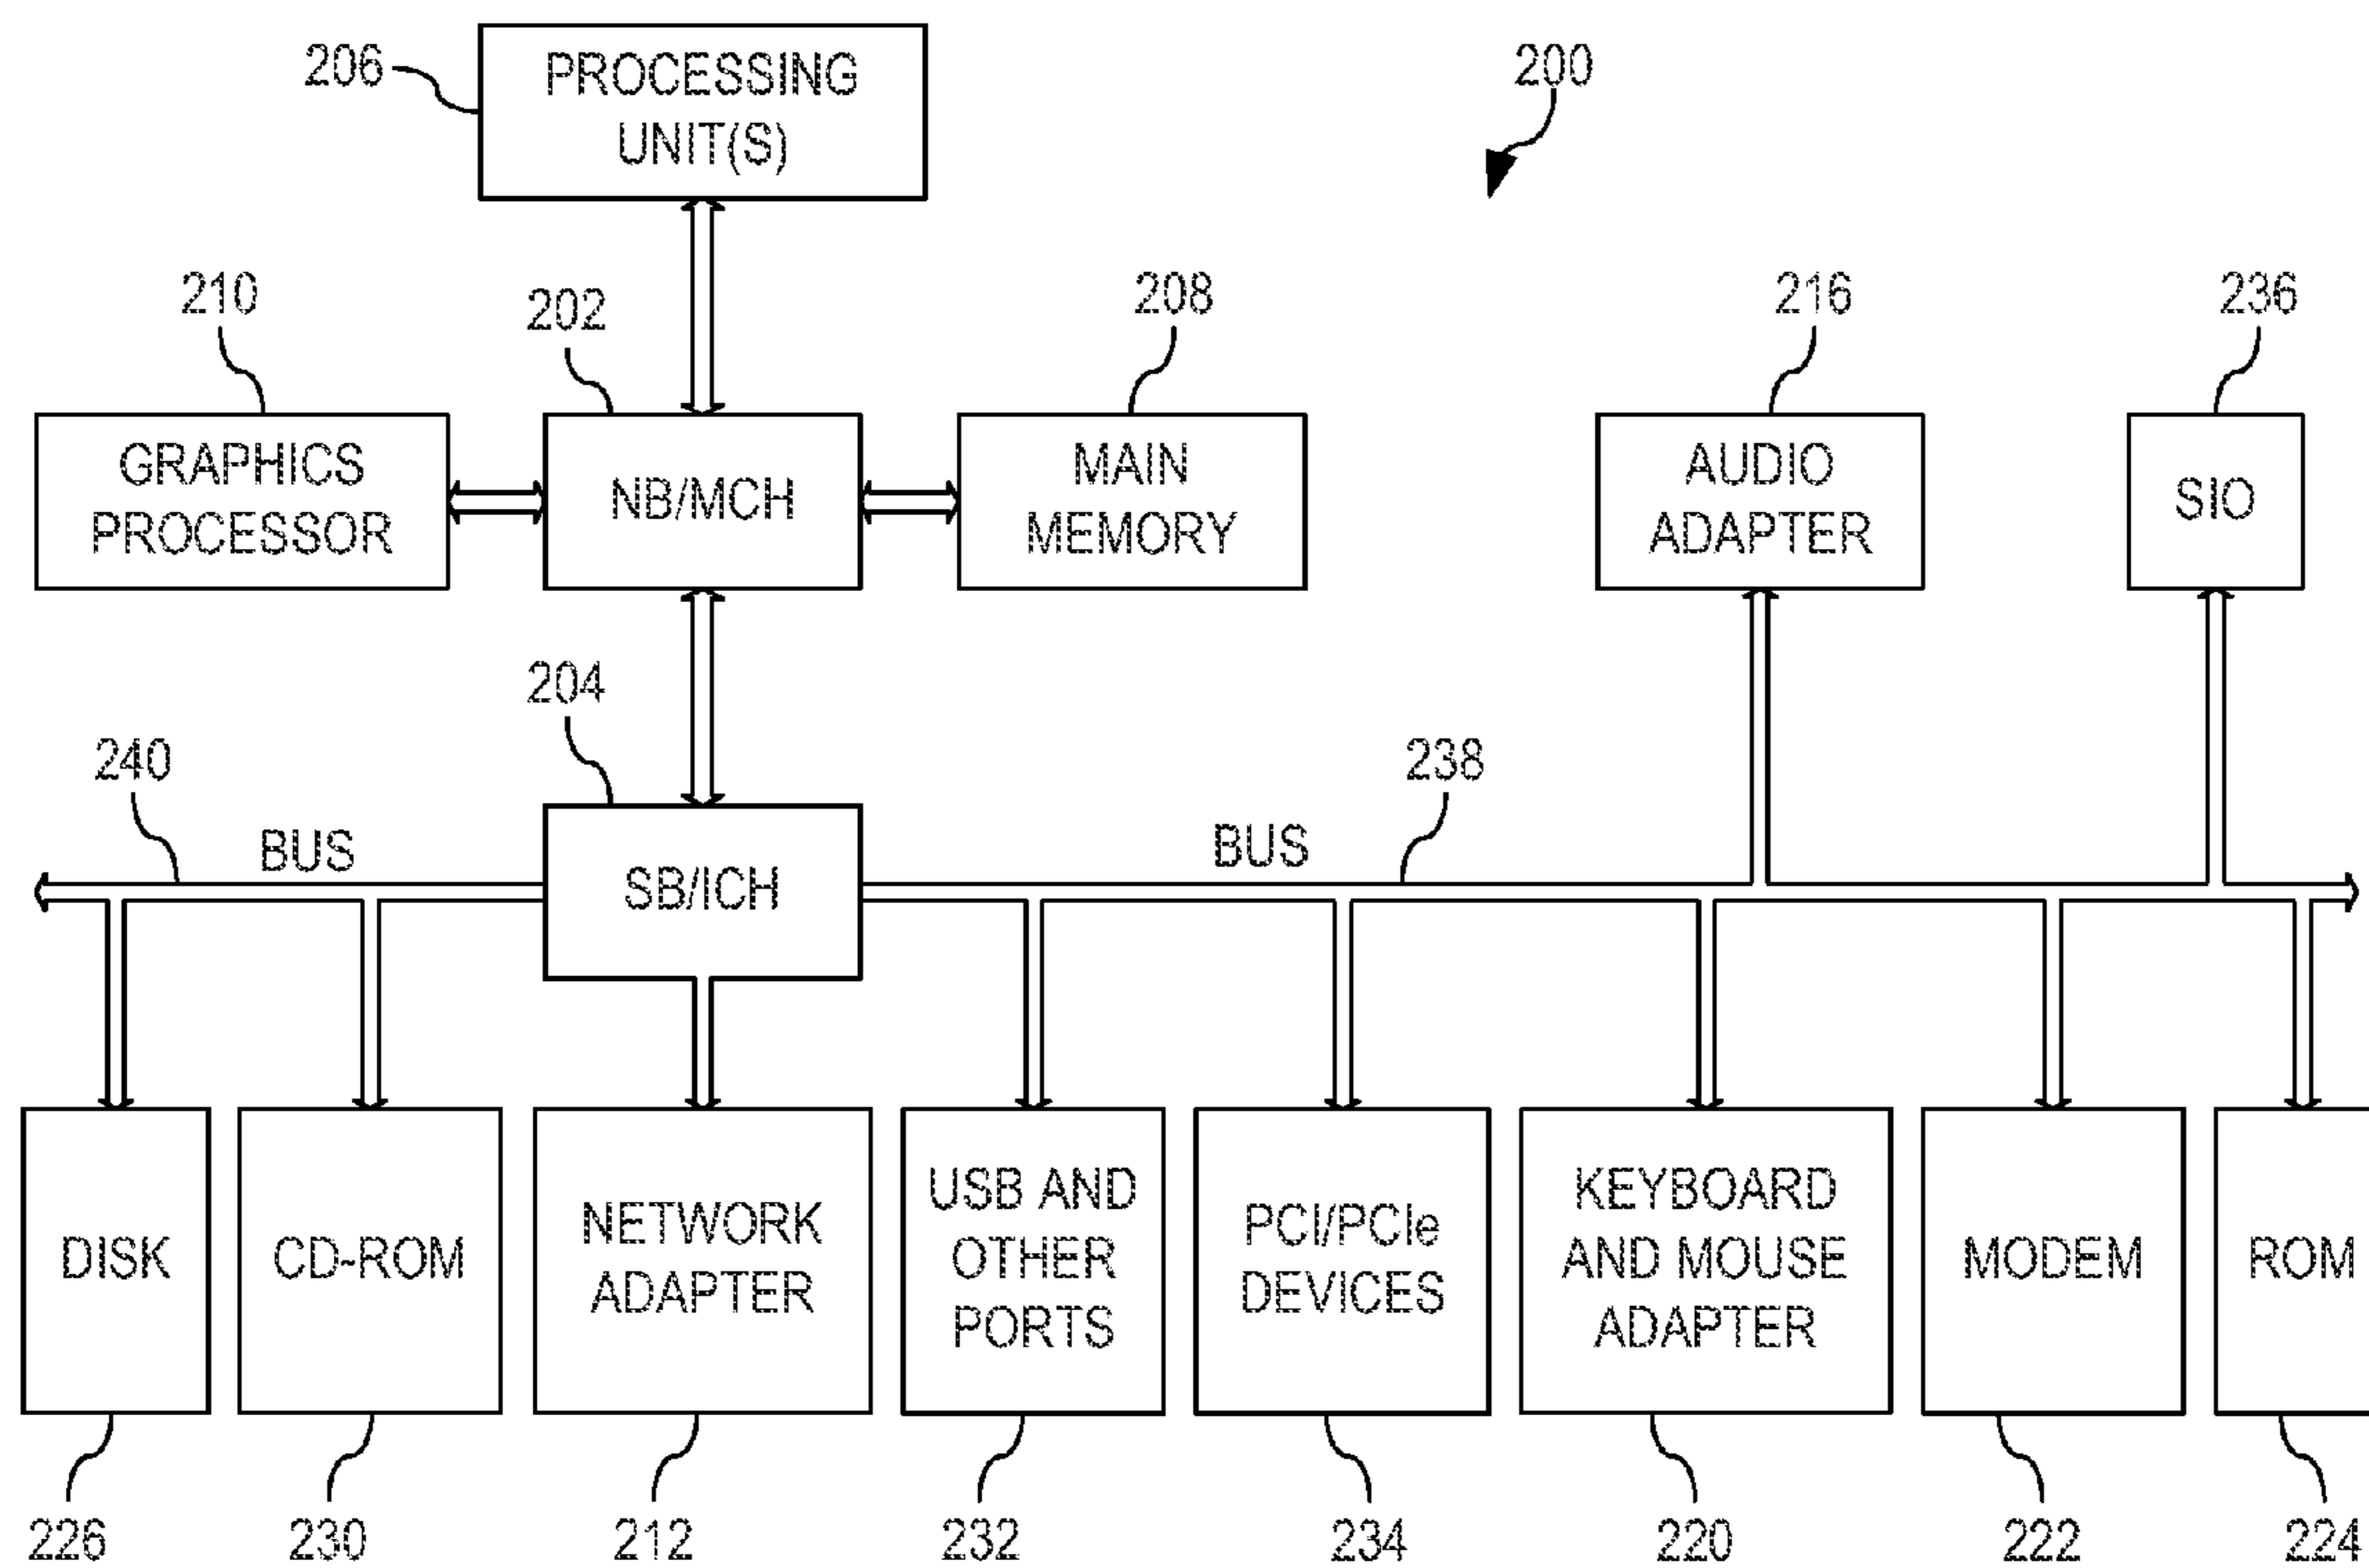 206
PROCESSING
UNIT(S)
200
210
202
208
216
236
GRAPHICS
PROCESSOR
NB/MCH
MAIN
MEMORY
AUDIO
ADAPTER
SIO
204
240
238
BUS
BUS
SB/ICH
DISK
CD-ROM
NETWORK
ADAPTER
USB AND
OTHER
PORTS
PCI/PCIe
DEVICES
KEYBOARD
AND MOUSE
ADAPTER
MODEM
ROM
226
230
212
232
234
220
222
224